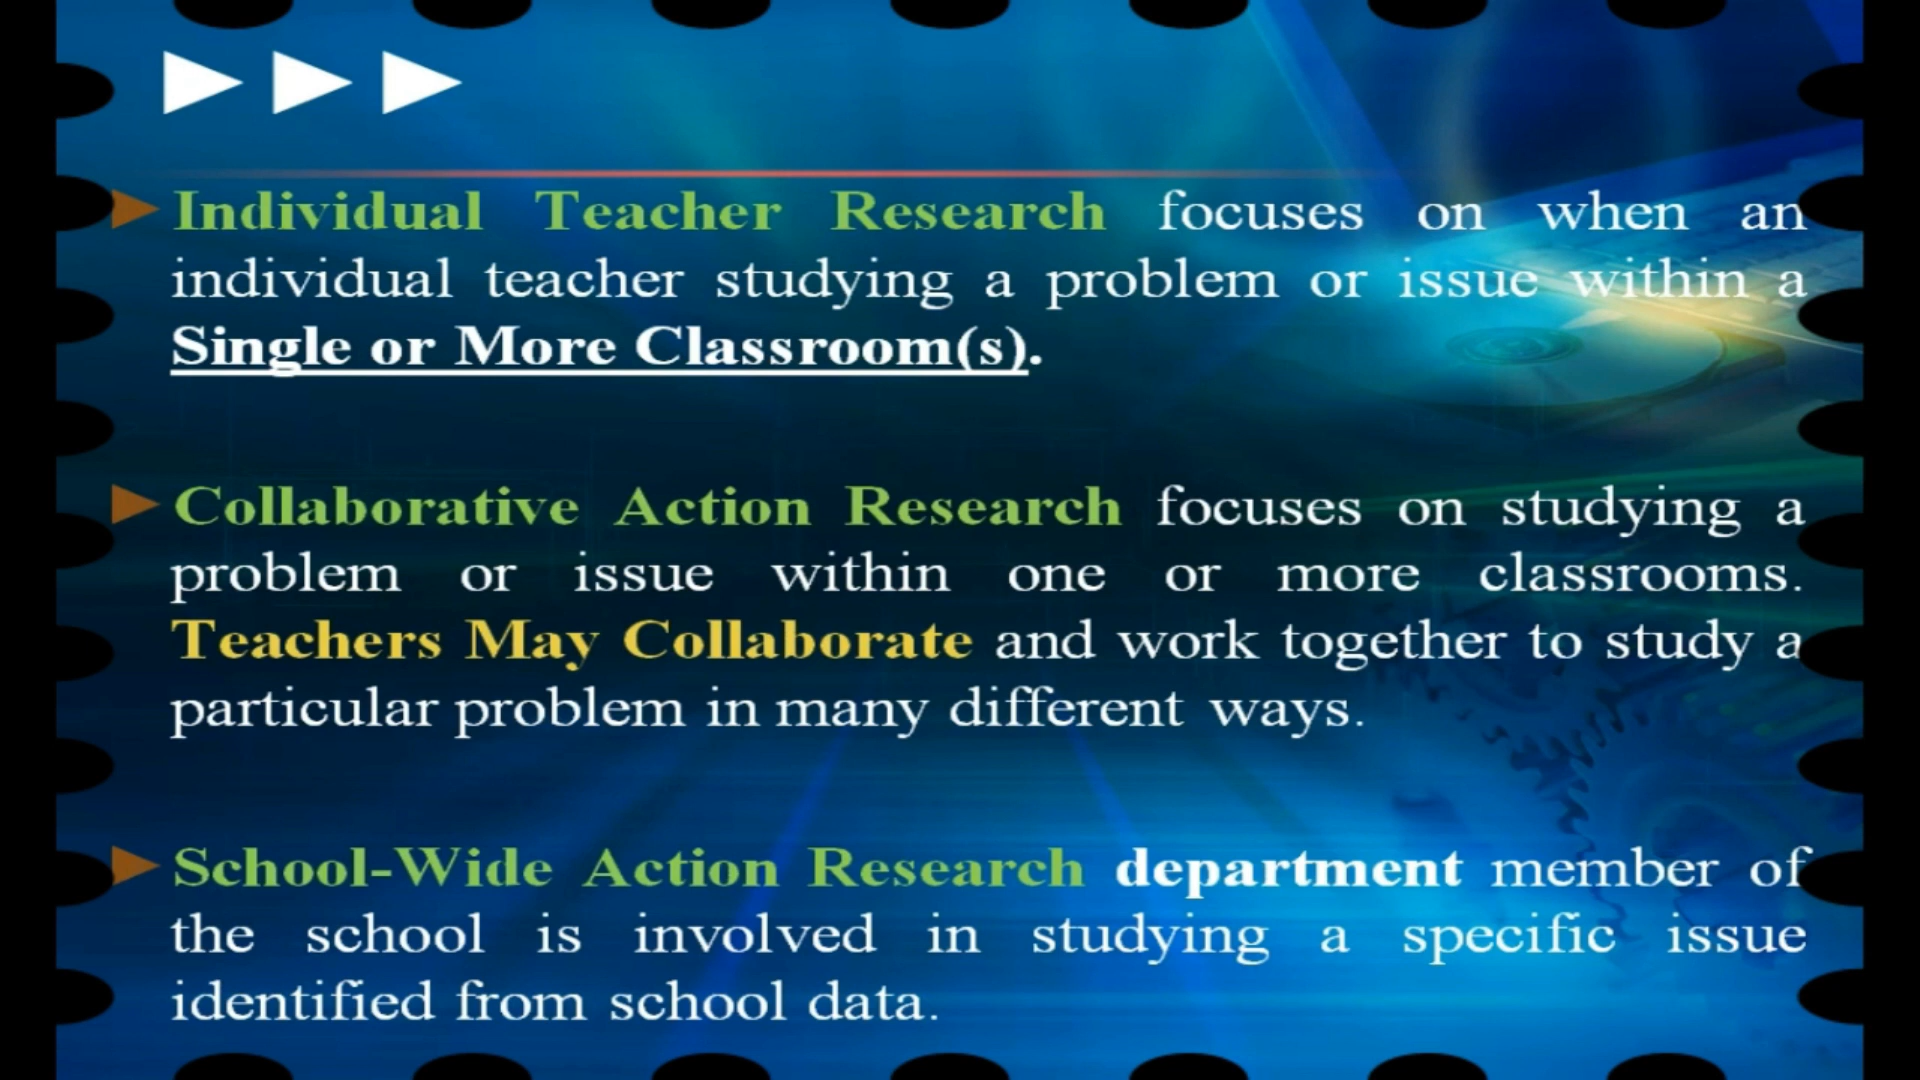 Individual Teacher Research focuses on when an
individual teacher studying a problem or issue within a
Single or More Classroom(s).
Collaborative Action Research focuses on studying a
problem or issue within one or more classrooms.
Teachers May Collaborate and work together to study a
particular problem in many different ways.
School-Wide Action Research department member of
the school is involved in studying a specific issue
identified from school data.